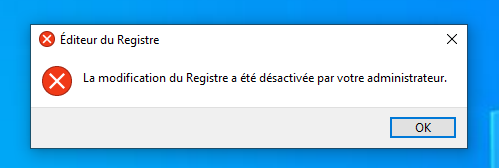 Éditeur du Registre
La modification du Registre a été désactivée par votre administrateur.
OK